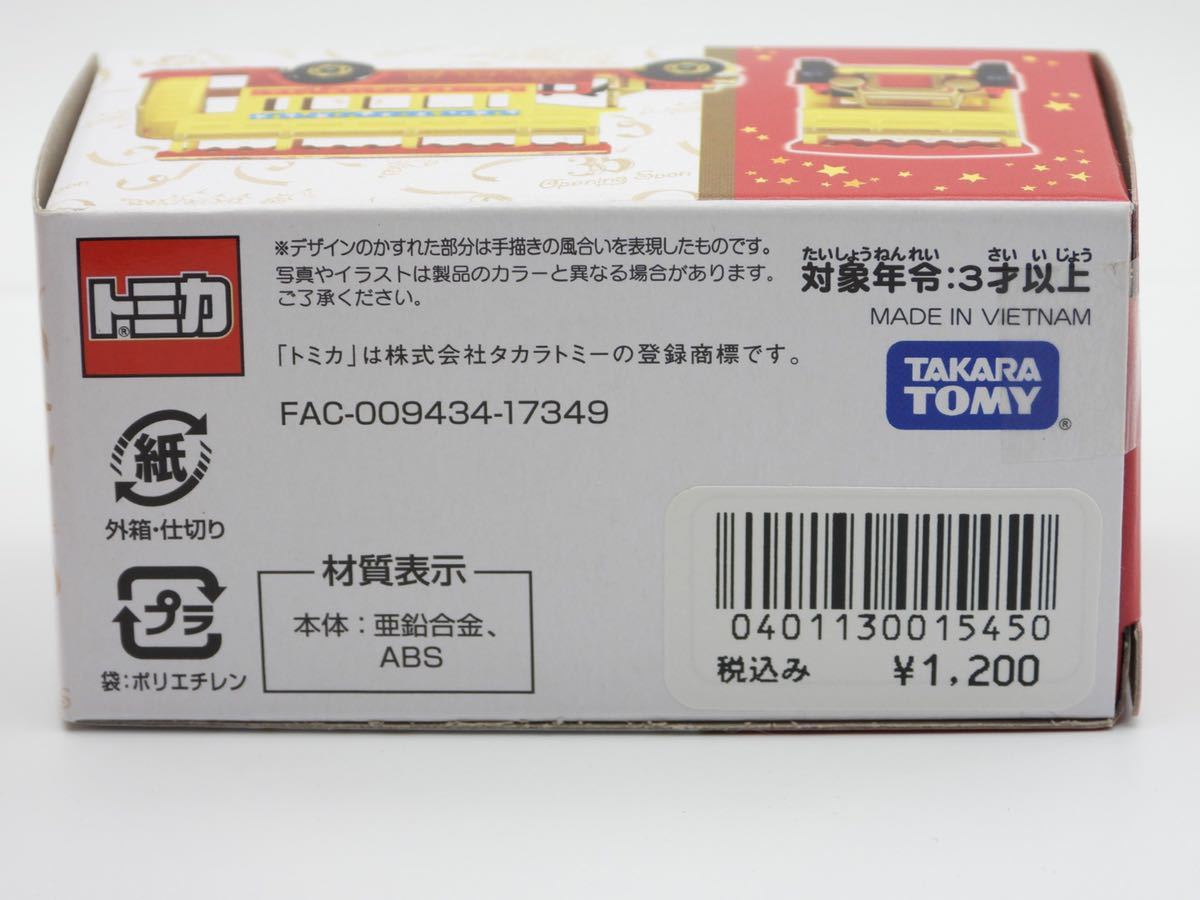 Opening Soon
トミカ®
※デザインのかすれた部分は手描きの風合いを表現したものです。
写真やイラストは製品のカラーと異なる場合があります。
ご了承ください。
「トミカ」は株式会社タカラトミーの登録商標です。
FAC-009434-17349
たいしょうねんれい さい いじょう
対象年令:3才以上
MADE IN VIETNAM
TAKARA
TOMY®
紙
外箱・仕切り
プラ
袋:ポリエチレン
材質表示
本体:亜鉛合金、
ABS
0401130015450
税込み ¥1,200